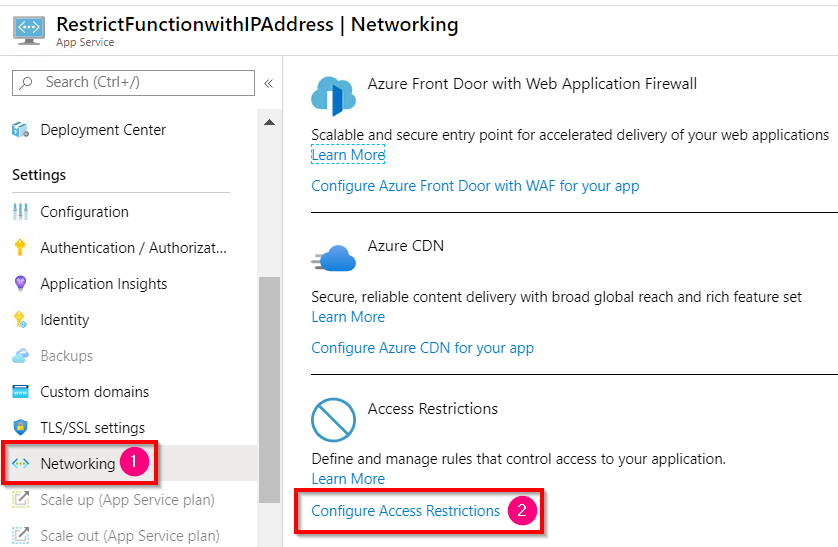 RestrictFunctionwithIPAddress | Networking
App Service
Search (Ctrl+/)
«
Deployment Center
Settings
Configuration
Authentication / Authorizat...
Application Insights
Identity
Backups
Custom domains
TLS/SSL settings
Networking 1
Scale up (App Service plan)
Scale out (App Service plan)
Azure Front Door with Web Application Firewall
Scalable and secure entry point for accelerated delivery of your web applications
Learn More
Configure Azure Front Door with WAF for your app
Azure CDN
Secure, reliable content delivery with broad global reach and rich feature set
Learn More
Configure Azure CDN for your app
Access Restrictions
Define and manage rules that control access to your application.
Learn More
Configure Access Restrictions 2